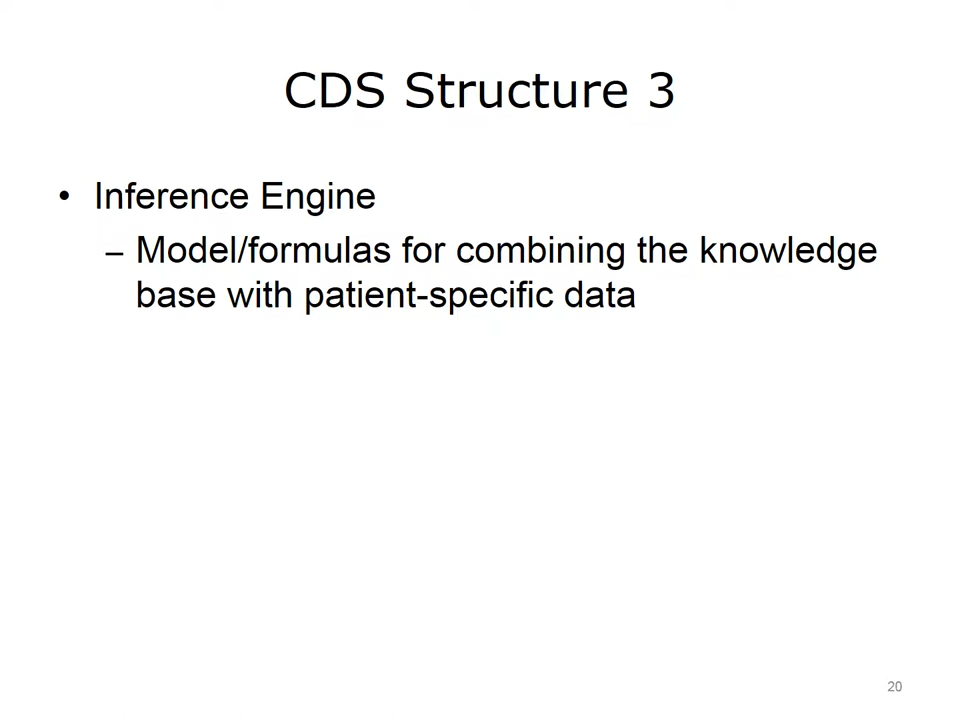 CDS Structure 3
• Inference Engine
– Model/formulas for combining the knowledge
base with patient-specific data
20